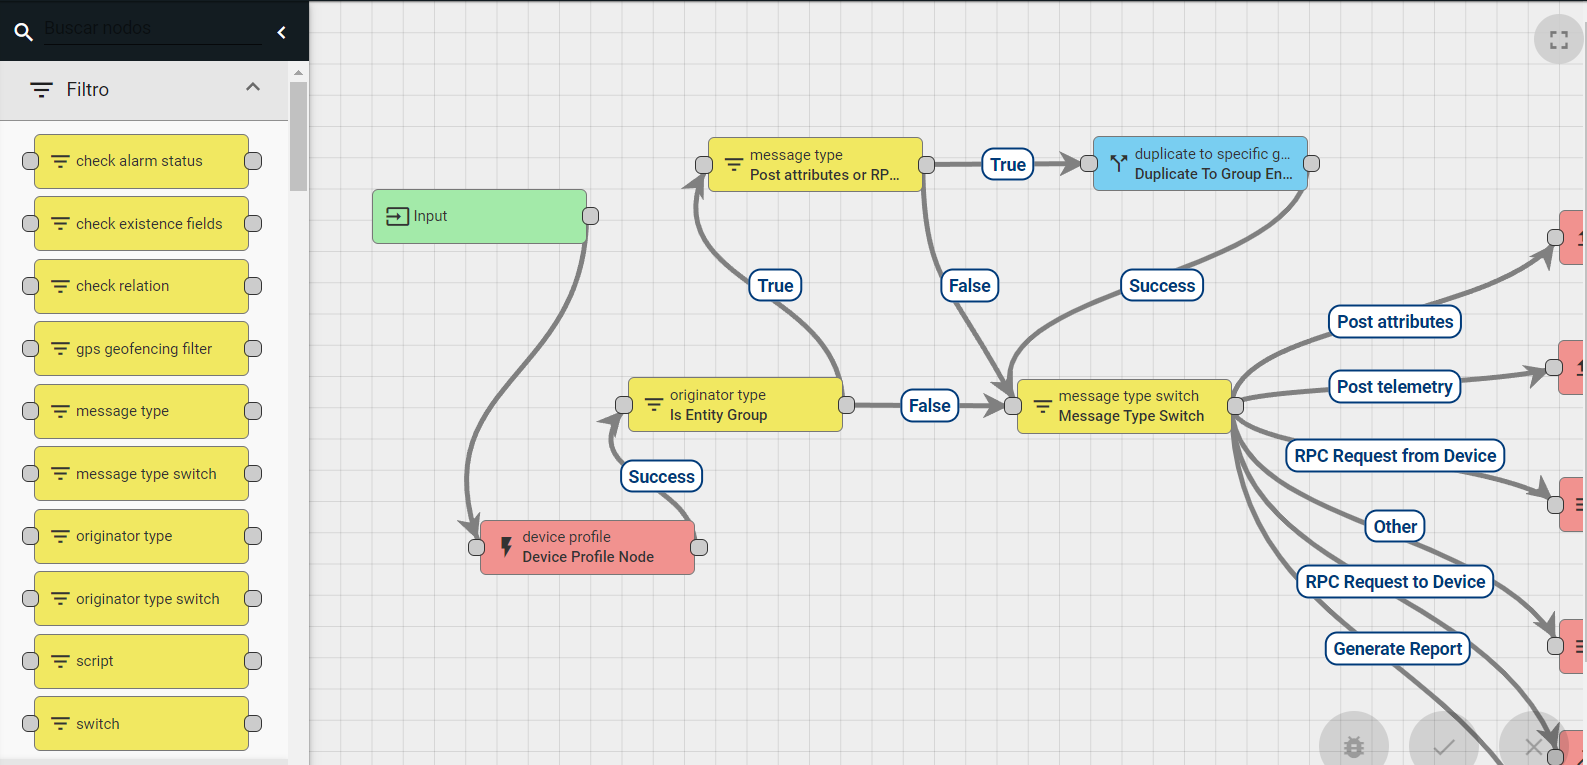 Buscar nodos
Filtro
check alarm status
check existence fields
check relation
gps geofencing filter
message type
message type switch
originator type
originator type switch
script
switch
Input
message type
Post attributes or RP...
True
duplicate to specific g...
Duplicate To Group En...
True
False
Success
originator type
Is Entity Group
False
message type switch
Message Type Switch
Success
device profile
Device Profile Node
Post attributes
Post telemetry
RPC Request from Device
Other
RPC Request to Device
Generate Report